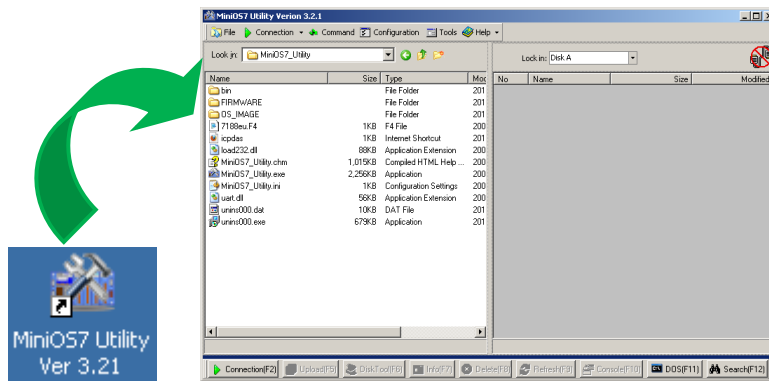 MiniOS7 Utility Verion 3.2.1
File Connection Command Configuration Tools Help
Look in: MiniOS7_Utility
Lock in: Disk A
Name Size Type
No Name Size Modified
bin File Folder 201
FIRMWARE File Folder 201
OS_IMAGE File Folder 201
7188eu.F4 1KB F4 File 200
icpdas 1KB Internet Shortcut 201
load232.dll 88KB Application Extension 200
MiniOS7_Utility.chm 1,015KB Compiled HTML Help ... 200
MiniOS7_Utility.exe 2,256KB Application 200
MiniOS7_Utility.ini 1KB Configuration Settings 200
uart.dll 56KB Application Extension 200
unins000.dat 10KB DAT File 201
unins000.exe 679KB Application 201
Connection(F2) Upload(F5) DiskTool(F6) Info(F7) Delete(F8) Refresh(F9) Console(F10) DOS(F11) Search(F12)
MiniOS7 Utility
Ver 3.21